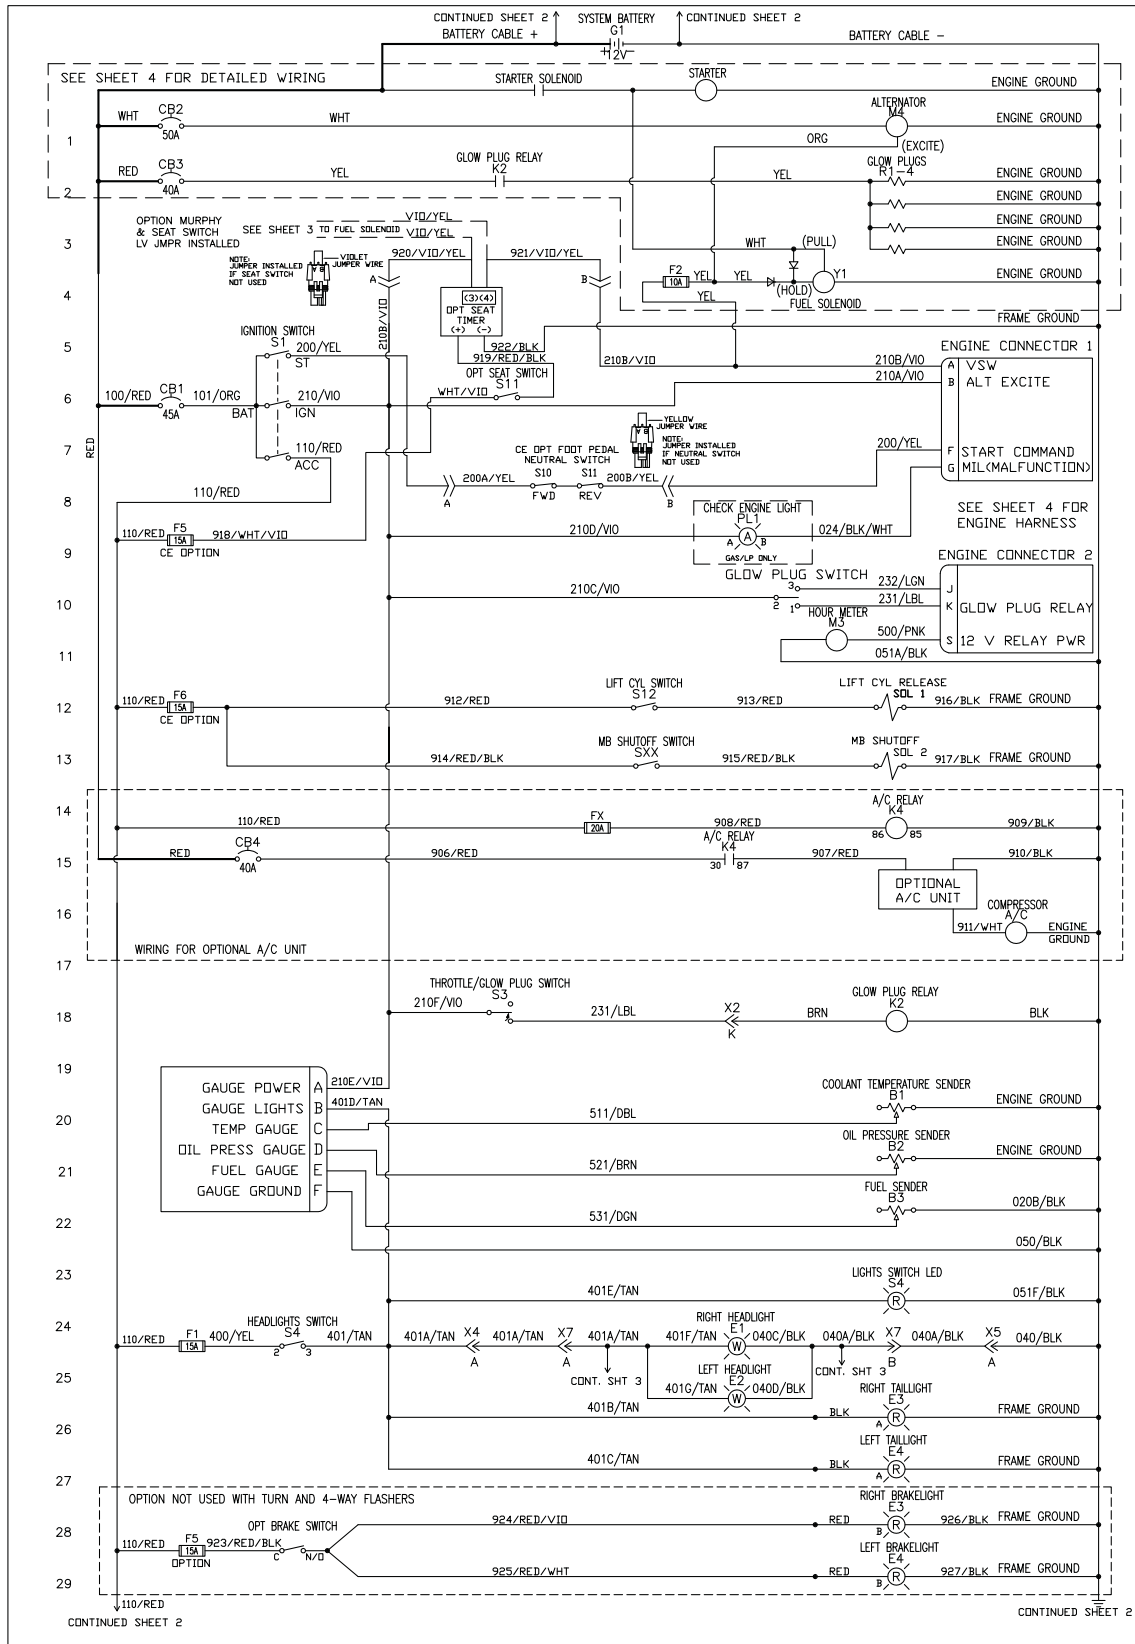 CONTINUED SHEET 2
SYSTEM BATTERY
CONTINUED SHEET 2
BATTERY CABLE +
G1
BATTERY CABLE -
+ 12V-
SEE SHEET 4 FOR DETAILED WIRING
STARTER SOLENOID
STARTER
ENGINE GROUND
WHT
CB2
50A
WHT
ALTERNATOR
M4
ENGINE GROUND
1
ORG
(EXCITE)
RED
CB3
40A
YEL
GLOW PLUG RELAY
K2
YEL
GLOW PLUGS
R1-4
ENGINE GROUND
2
ENGINE GROUND
OPTION MURPHY
& SEAT SWITCH
LV JMPR INSTALLED
SEE SHEET 3 TO FUEL SOLENOID
VIO/YEL
VIO/YEL
ENGINE GROUND
3
WHT
(PULL)
ENGINE GROUND
NOTE:
JUMPER INSTALLED
IF SEAT SWITCH
NOT USED
VIOLET
JUMPER WIRE
A B
920/VIO/YEL
921/VIO/YEL
A
B
F2
10A
YEL
YEL
Y1
ENGINE GROUND
4
(3)(4)
OPT SEAT
TIMER
(+) (-)
YEL
(HOLD)
FUEL SOLENOID
210B/VIO
FRAME GROUND
5
IGNITION SWITCH
S1
200/YEL
ST
922/BLK
919/RED/BLK
210B/VIO
ENGINE CONNECTOR 1
210B/VIO
A VSW
OPT SEAT SWITCH
S11
WHT/VIO
210A/VIO
B ALT EXCITE
6
100/RED
CB1
45A
101/ORG
BAT
210/VIO
IGN
RED
YELLOW
JUMPER WIRE
A B
NOTE:
JUMPER INSTALLED
IF NEUTRAL SWITCH
NOT USED
7
110/RED
ACC
CE OPT FOOT PEDAL
NEUTRAL SWITCH
200/YEL
F START COMMAND
G MIL(MALFUNCTION)
200A/YEL
S10
FWD
S11
REV
200B/YEL
A
B
8
110/RED
CHECK ENGINE LIGHT
PL1
SEE SHEET 4 FOR
ENGINE HARNESS
110/RED
F5
15A
918/WHT/VIO
CE OPTION
210D/VIO
A
A
B
GAS/LP ONLY
024/BLK/WHT
9
ENGINE CONNECTOR 2
GLOW PLUG SWITCH
210C/VIO
3
2
1
232/LGN
J
231/LBL
K GLOW PLUG RELAY
10
HOUR METER
M3
500/PNK
S 12 V RELAY PWR
11
051A/BLK
110/RED
F6
15A
CE OPTION
912/RED
LIFT CYL SWITCH
S12
913/RED
LIFT CYL RELEASE
SOL 1
916/BLK
FRAME GROUND
12
914/RED/BLK
MB SHUTOFF SWITCH
SXX
915/RED/BLK
MB SHUTOFF
SOL 2
917/BLK
FRAME GROUND
13
14
110/RED
FX
20A
908/RED
A/C RELAY
K4
86
85
909/BLK
RED
CB4
40A
906/RED
A/C RELAY
K4
30
87
907/RED
910/BLK
15
OPTIONAL
A/C UNIT
16
COMPRESSOR
A/C
911/WHT
ENGINE
GROUND
WIRING FOR OPTIONAL A/C UNIT
17
THROTTLE/GLOW PLUG SWITCH
S3
210F/VIO
231/LBL
X2
K
BRN
GLOW PLUG RELAY
K2
BLK
18
19
GAUGE POWER A
210E/VIO
GAUGE LIGHTS B
401D/TAN
TEMP GAUGE C
OIL PRESS GAUGE D
FUEL GAUGE E
GAUGE GROUND F
COOLANT TEMPERATURE SENDER
B1
ENGINE GROUND
20
511/DBL
OIL PRESSURE SENDER
B2
ENGINE GROUND
21
521/BRN
FUEL SENDER
B3
020B/BLK
22
531/DGN
050/BLK
23
401E/TAN
LIGHTS SWITCH LED
S4
R
051F/BLK
24
110/RED
F1
15A
400/YEL
HEADLIGHTS SWITCH
S4
2
3
401/TAN
401A/TAN
X4
A
401A/TAN
X7
A
401A/TAN
401F/TAN
RIGHT HEADLIGHT
E1
W
040C/BLK
040A/BLK
X7
B
040A/BLK
X5
A
040/BLK
25
CONT. SHT 3
LEFT HEADLIGHT
E2
401G/TAN
W
040D/BLK
CONT. SHT 3
401B/TAN
BLK
RIGHT TAILLIGHT
E3
A
R
FRAME GROUND
26
401C/TAN
BLK
LEFT TAILLIGHT
E4
A
R
FRAME GROUND
27
OPTION NOT USED WITH TURN AND 4-WAY FLASHERS
924/RED/VIO
RED
RIGHT BRAKELIGHT
E3
B
R
926/BLK
FRAME GROUND
28
110/RED
F5
15A
OPTION
923/RED/BLK
OPT BRAKE SWITCH
C
N/O
925/RED/WHT
RED
LEFT BRAKELIGHT
E4
B
R
927/BLK
FRAME GROUND
29
110/RED
CONTINUED SHEET 2
CONTINUED SHEET 2